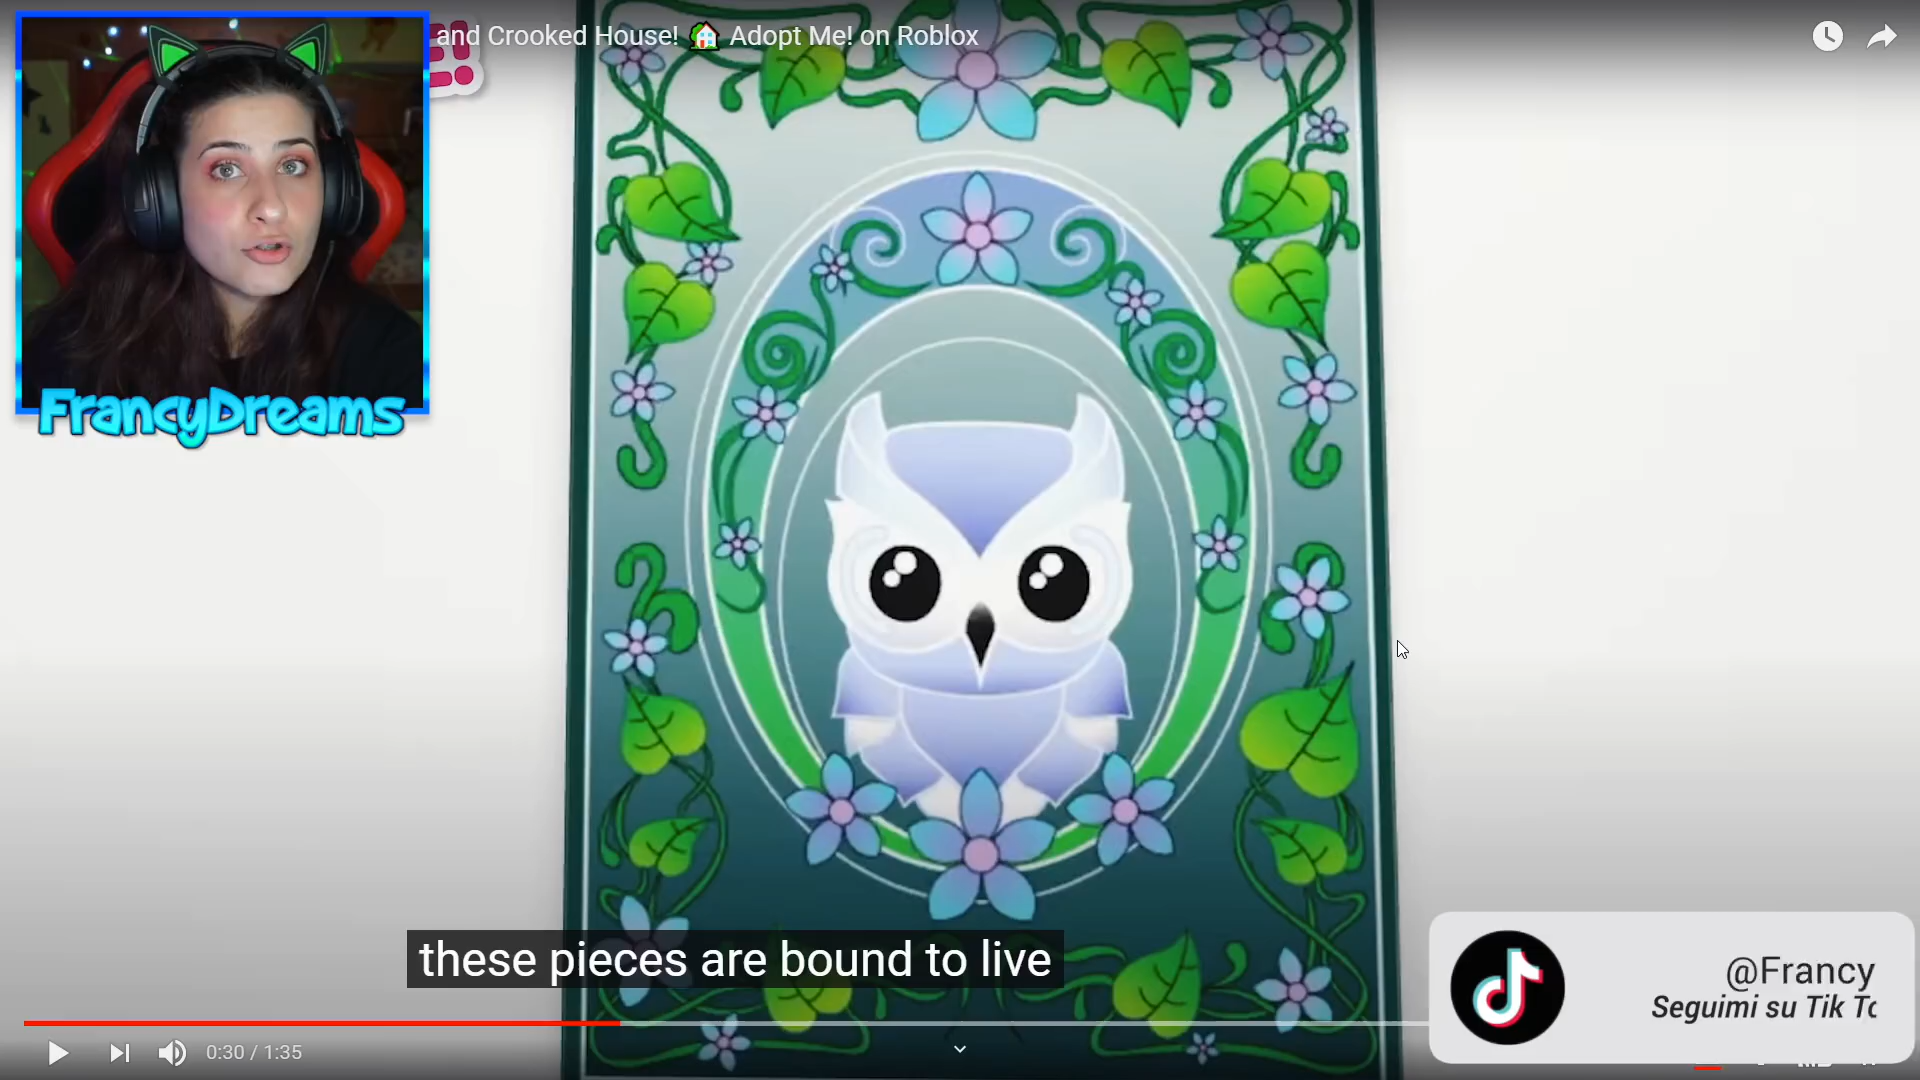 and Crooked House! 🏠 Adopt Me! on Roblox
FrancyDreams
these pieces are bound to live
@Francy
Seguimi su Tik To
0:30 / 1:35